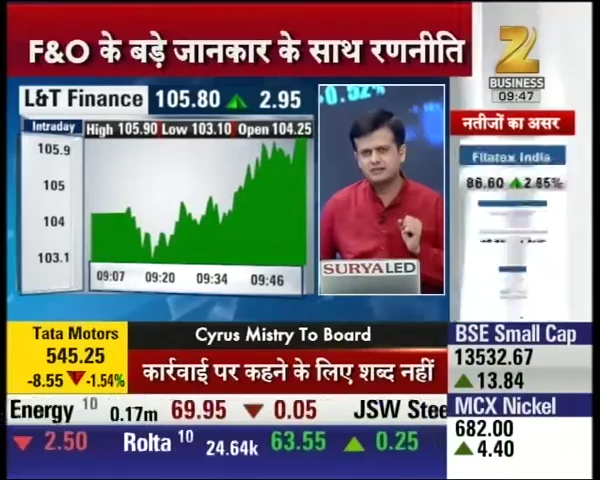 F&O के बड़े जानकार के साथ रणनीति
Z
BUSINESS
09:47
L&T Finance 105.80 2.95
Intraday High 105.90 Low 103.10 Open 104.25
105.9
105
104
103.1
09:07 09:20 09:34 09:46
SURYA LED
नतीजों का असर
Filatex India
86.60 2.85%
Tata Motors
545.25
-8.55 -1.54%
Cyrus Mistry To Board
कार्रवाई पर कहने के लिए शब्द नहीं
BSE Small Cap
13532.67
13.84
MCX Nickel
682.00
4.40
Energy 10 0.17m 69.95 0.05 JSW Stee
2.50 Rolta 10 24.64k 63.55 0.25